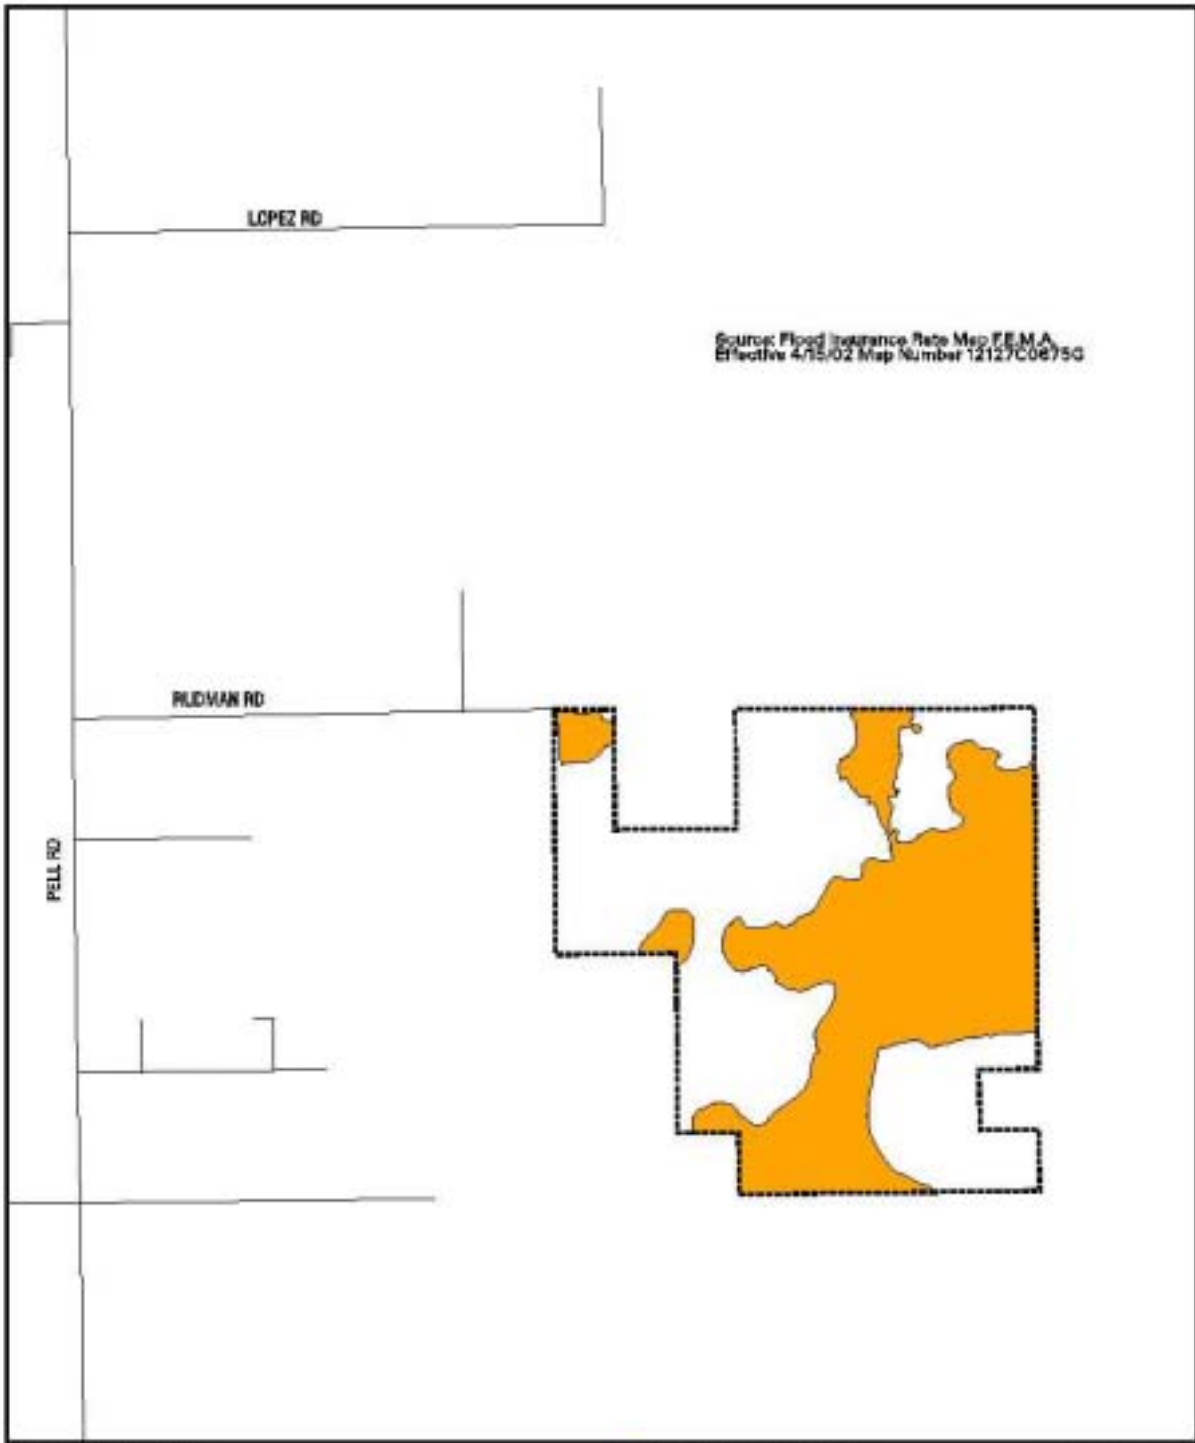 LOPEZ RD
Source: Flood Insurance Rate Map F.E.M.A.
Effective 4/15/02 Map Number 12127C0675G
RUDMAN RD
PELL RD